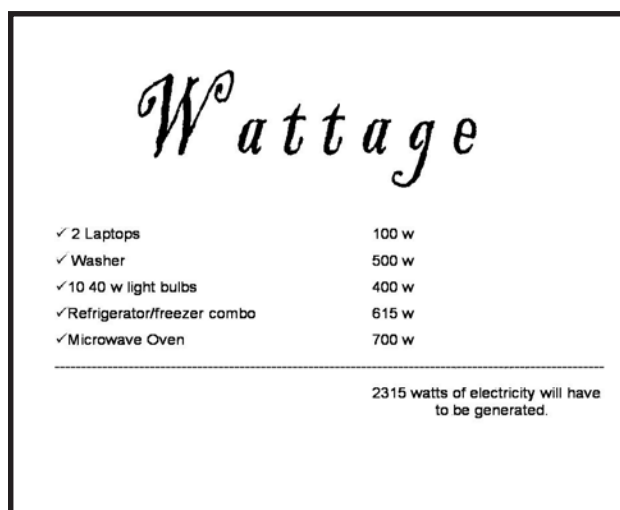 Wattage
✓ 2 Laptops 100 w
✓ Washer 500 w
✓10 40 w light bulbs 400 w
✓Refrigerator/freezer combo 615 w
✓Microwave Oven 700 w
2315 watts of electricity will have
to be generated.